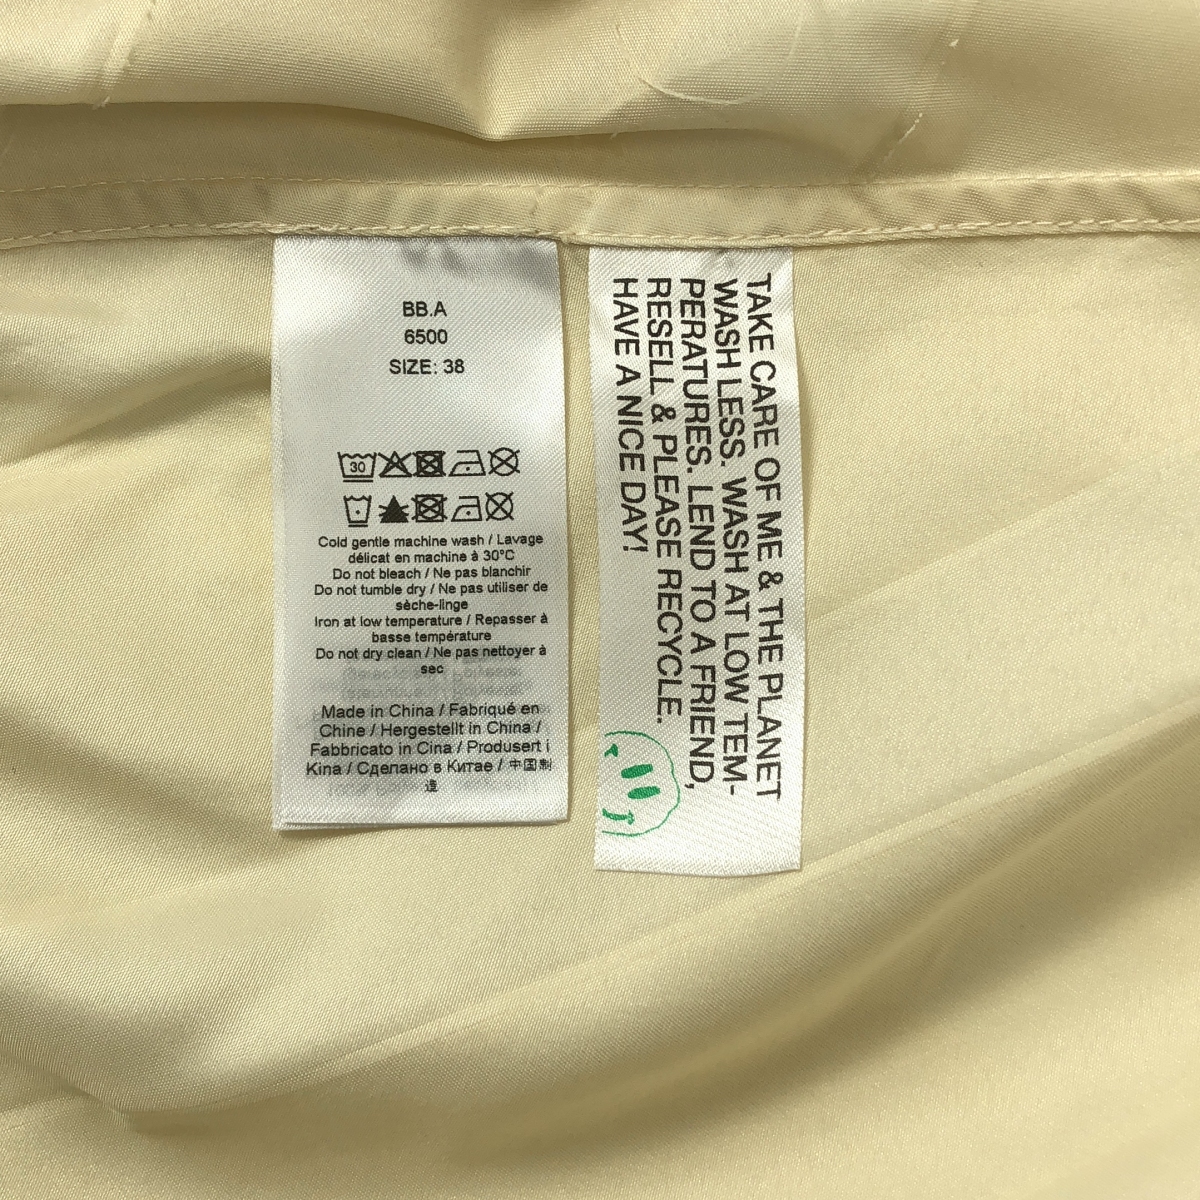 BB.A
6500
SIZE: 38
30
Cold gentle machine wash / Lavage
délicat en machine à 30°C
Do not bleach / Ne pas blanchir
Do not tumble dry / Ne pas utiliser de
sèche-linge
Iron at low temperature / Repasser à
basse température
Do not dry clean / Ne pas nettoyer à
sec
Made in China / Fabriqué en
Chine / Hergestellt in China /
Fabbricato in Cina / Produsert i
Kina / Сделано в Китае / 中国制
造
TAKE CARE OF ME & THE PLANET
WASH LESS. WASH AT LOW TEM-
PERATURES. LEND TO A FRIEND,
RESELL & PLEASE RECYCLE.
HAVE A NICE DAY!